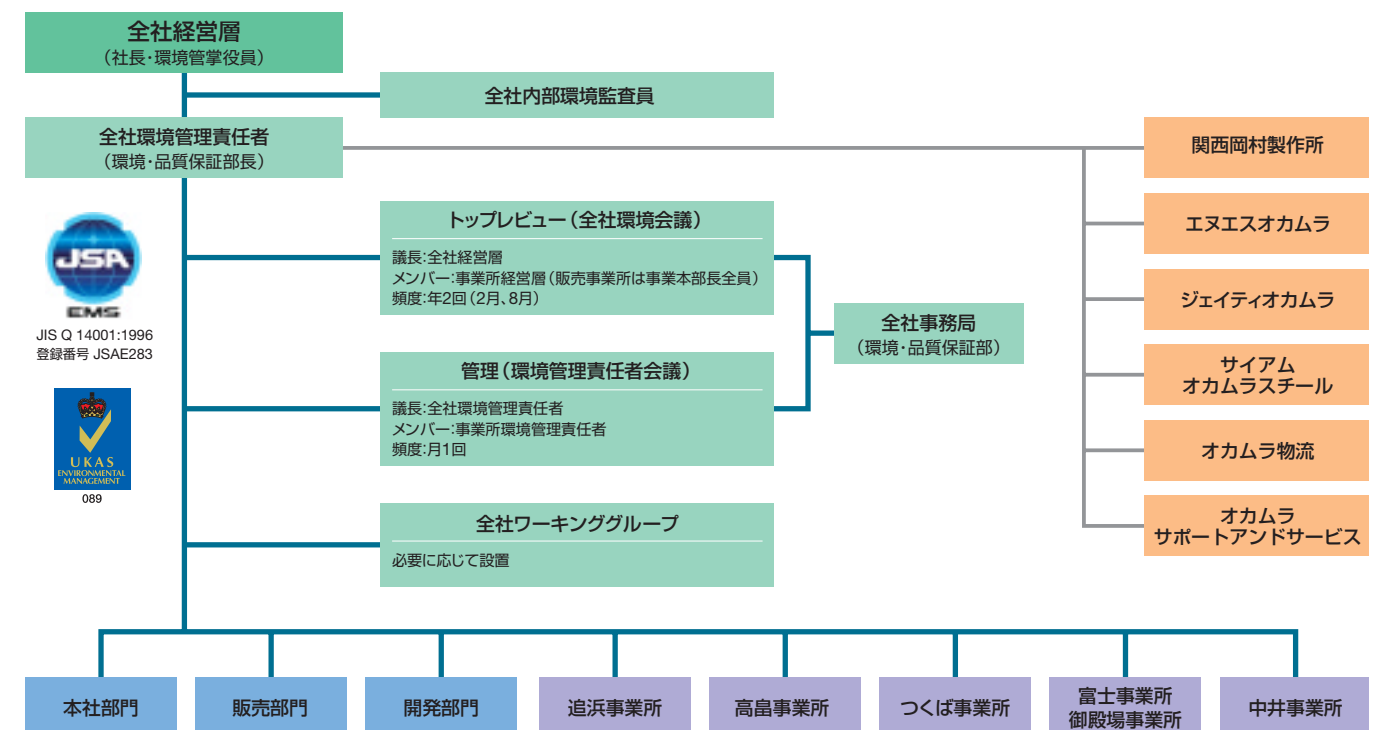 全社経営層
（社長・環境管掌役員）
全社内部環境監査員
全社環境管理責任者
（環境・品質保証部長）
トップレビュー（全社環境会議）
議長:全社経営層
メンバー:事業所経営層（販売事業所は事業本部長全員）
頻度:年2回（2月、8月）
管理（環境管理責任者会議）
議長:全社環境管理責任者
メンバー:事業所環境管理責任者
頻度:月1回
全社ワーキンググループ
必要に応じて設置
全社事務局
（環境・品質保証部）
JSA
EMS
JIS Q 14001:1996
登録番号 JSAE283
UKAS
ENVIRONMENTAL
MANAGEMENT
089
関西岡村製作所
エヌエスオカムラ
ジェイティオカムラ
サイアム
オカムラスチール
オカムラ物流
オカムラ
サポートアンドサービス
本社部門
販売部門
開発部門
追浜事業所
高畠事業所
つくば事業所
富士事業所
御殿場事業所
中井事業所